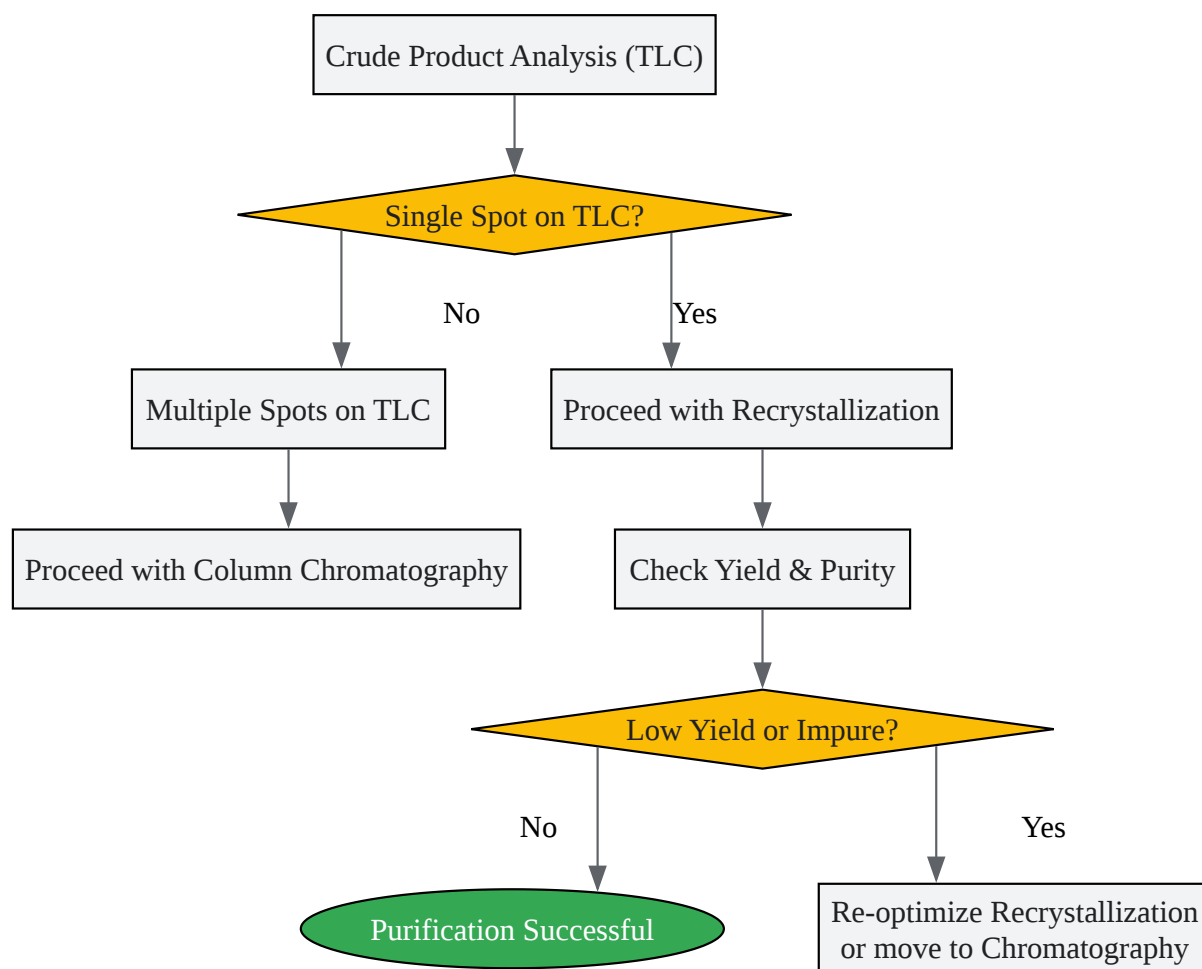 Crude Product Analysis (TLC)
Single Spot on TLC?
No
Yes
Multiple Spots on TLC
Proceed with Recrystallization
Proceed with Column Chromatography
Check Yield & Purity
Low Yield or Impure?
No
Yes
Purification Successful
Re-optimize Recrystallization
or move to Chromatography